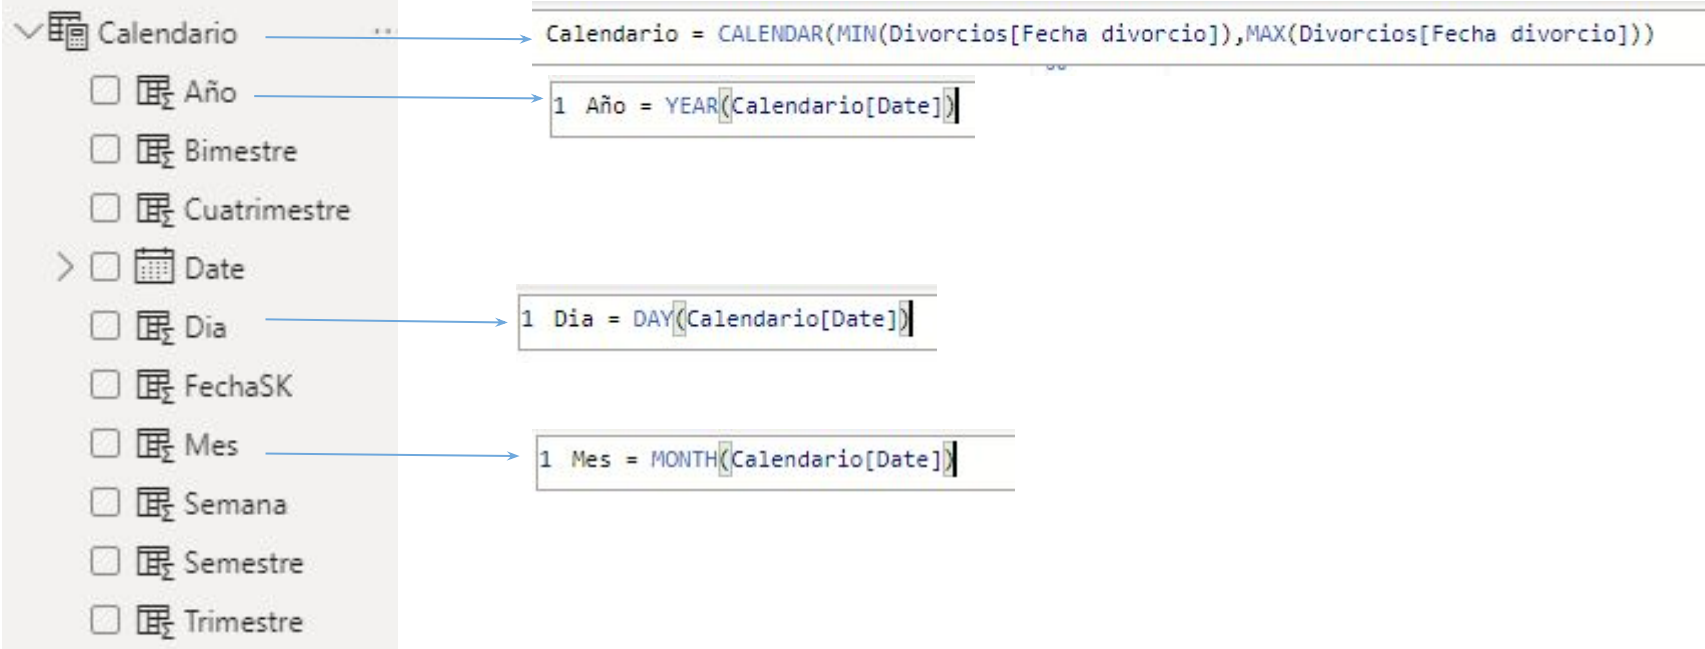 Calendario
Calendario = CALENDAR(MIN(Divorcios[Fecha divorcio]),MAX(Divorcios[Fecha divorcio]))
Año
1 Año = YEAR(Calendario[Date])
Bimestre
Cuatrimestre
Date
Dia
1 Dia = DAY(Calendario[Date])
FechaSK
Mes
1 Mes = MONTH(Calendario[Date])
Semana
Semestre
Trimestre